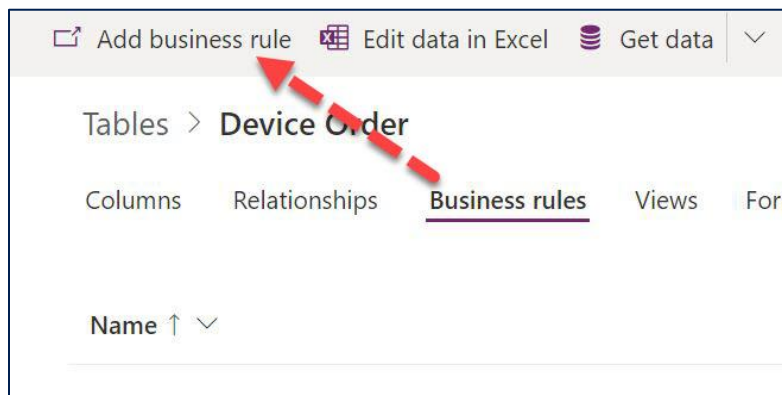 Add business rule Edit data in Excel Get data
Tables > Device Order
Columns Relationships Business rules Views For
Name ↑